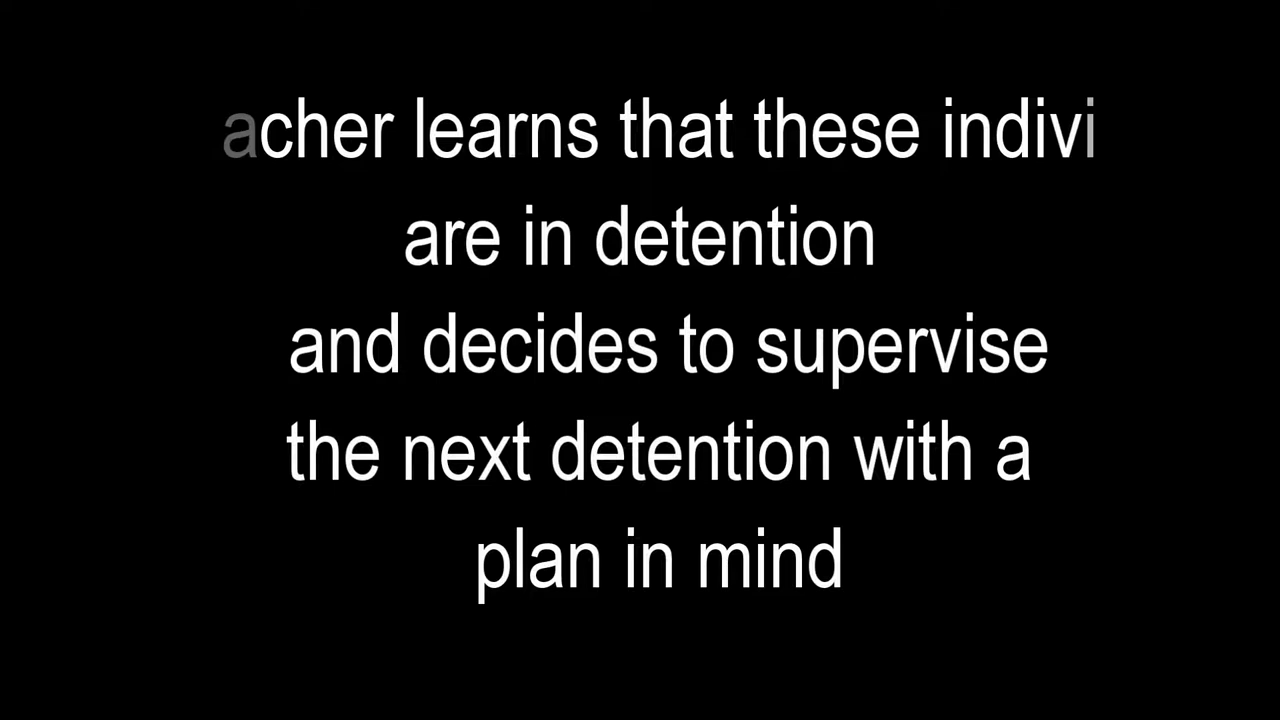 acher learns that these indivi
are in detention
and decides to supervise
the next detention with a
plan in mind